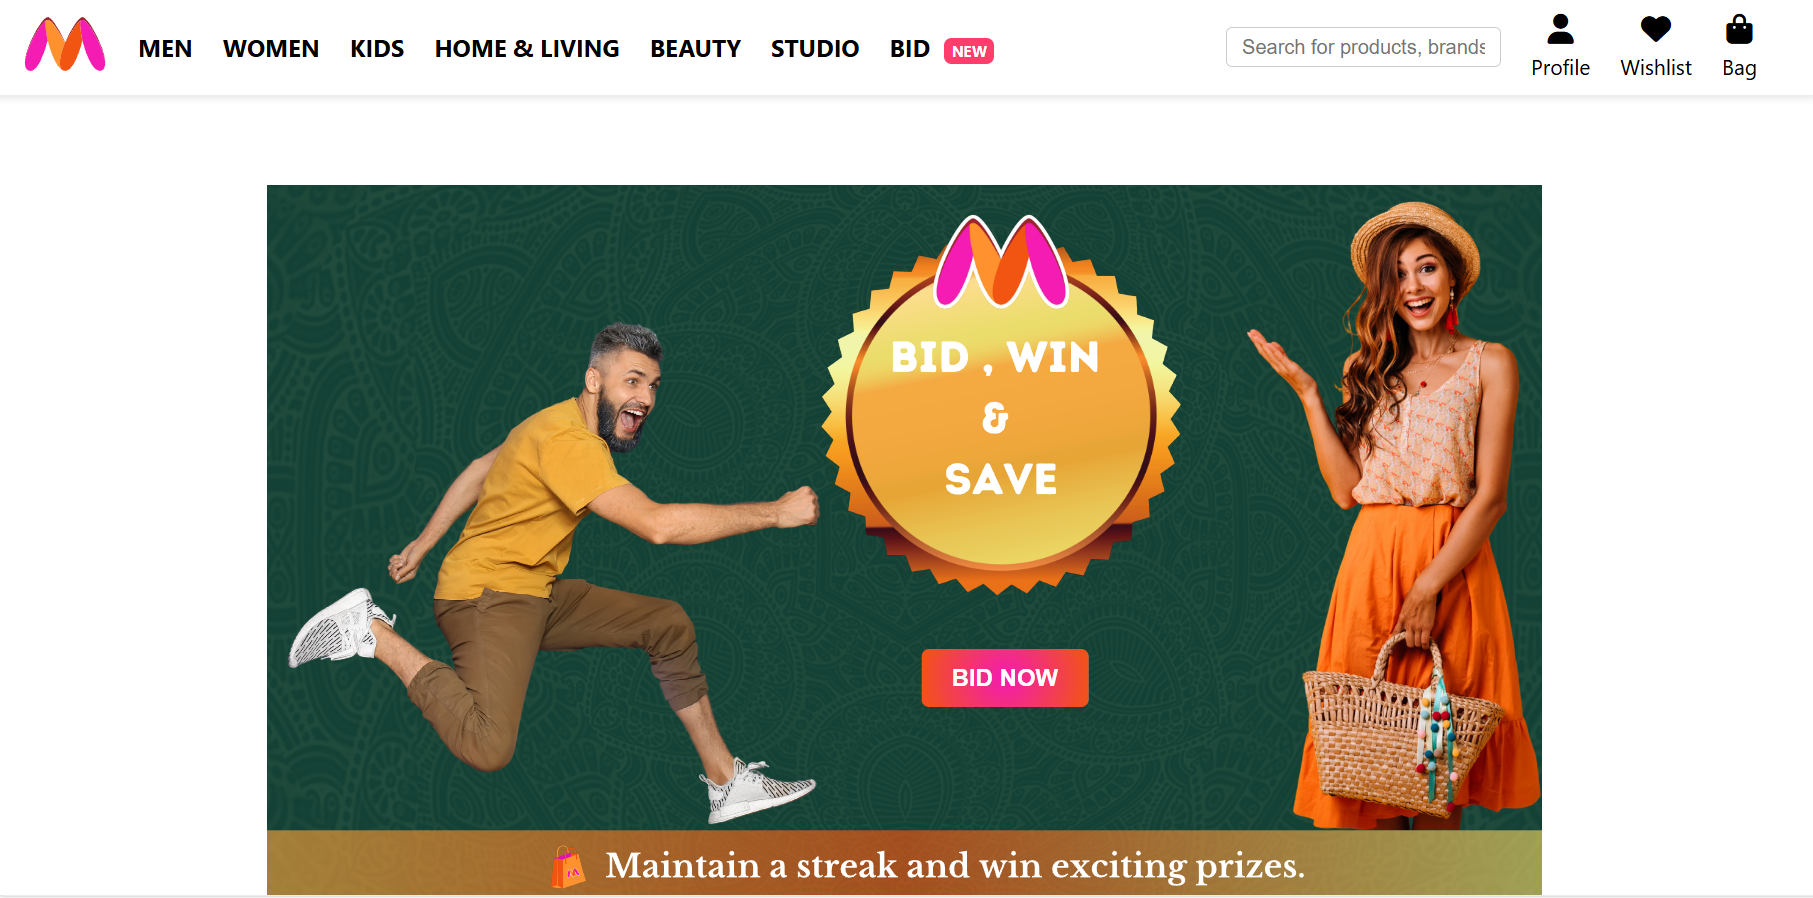 MEN WOMEN KIDS HOME & LIVING BEAUTY STUDIO BID NEW
Search for products, brands
Profile Wishlist Bag
BID , WIN
&
SAVE
BID NOW
Maintain a streak and win exciting prizes.